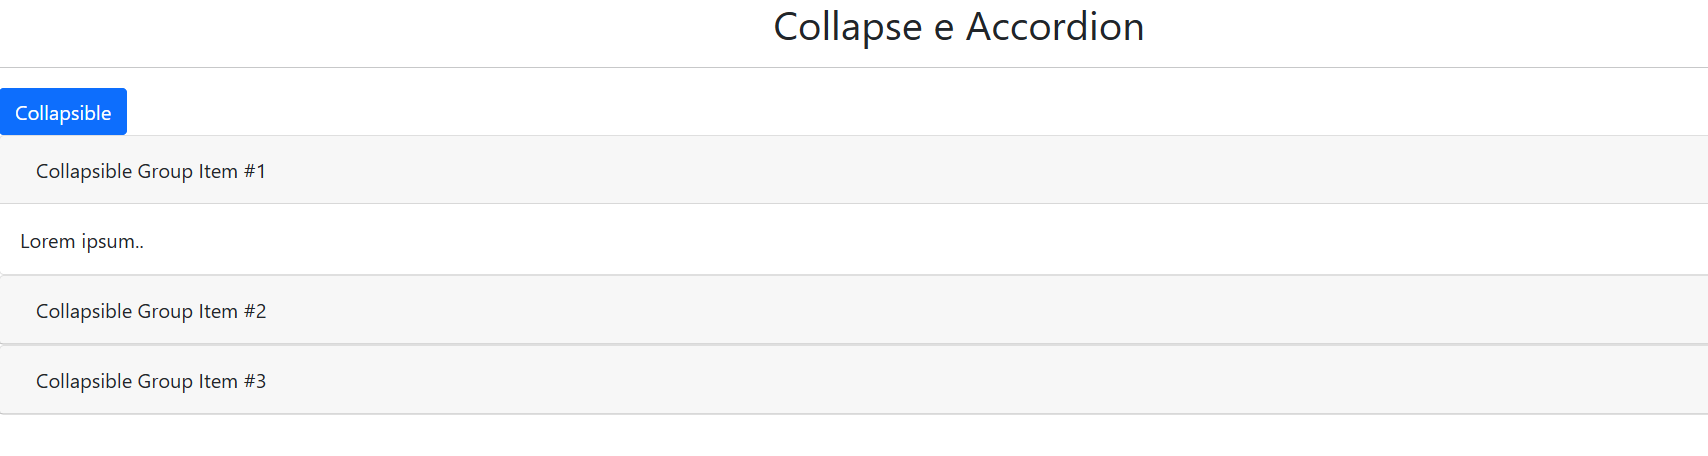 Collapse e Accordion
Collapsible
Collapsible Group Item #1
Lorem ipsum..
Collapsible Group Item #2
Collapsible Group Item #3